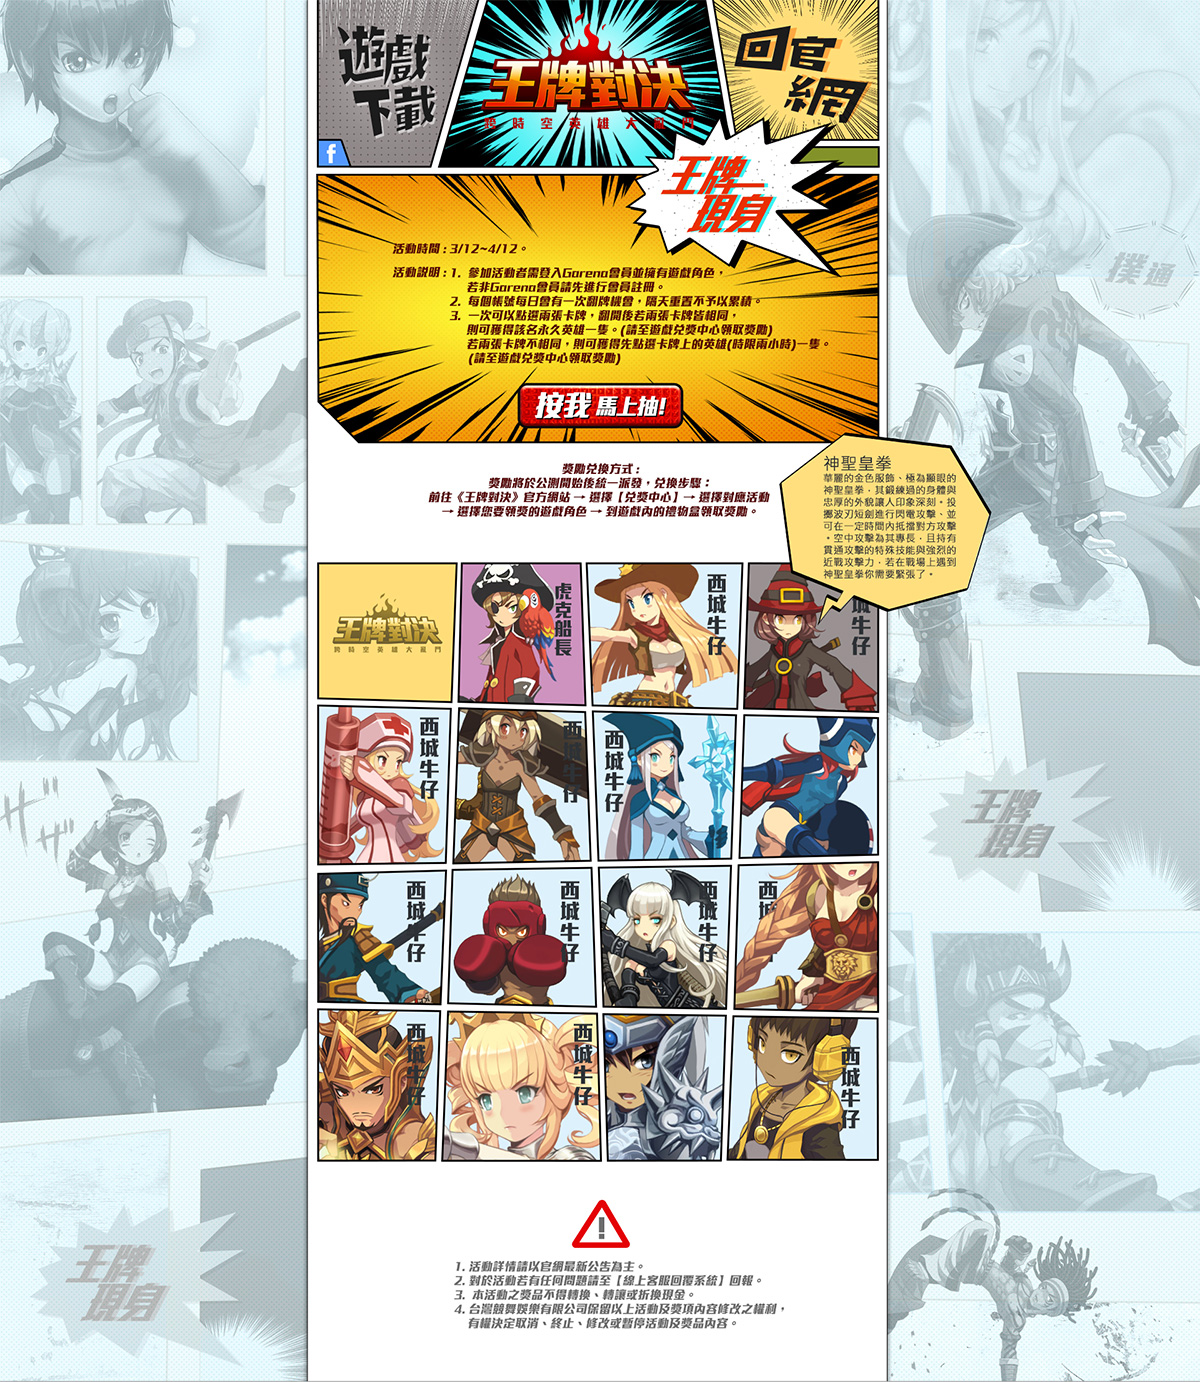 遊戲
下載
王牌對決
跨時空英雄大亂鬥
回官
網
f
王牌
現身
活動時間：3/12~4/12。
活動說明：1. 參加活動者需登入Garena會員並擁有遊戲角色，
若非Garena會員請先進行會員註冊。
2. 每個帳號每日會有一次翻牌機會，隔天重置不予以累積。
3. 一次可以點選兩張卡牌，翻開後若兩張卡牌皆相同，
則可獲得該名永久英雄一隻。(請至遊戲兌獎中心領取獎勵)
若兩張卡牌不相同，則可獲得先點選卡牌上的英雄(時限兩小時)一隻。
(請至遊戲兌獎中心領取獎勵)
按我 馬上抽!
獎勵兌換方式：
獎勵將於公測開始後統一派發，兌換步驟：
前往《王牌對決》官方網站 → 選擇【兌獎中心】→ 選擇對應活動
→ 選擇您要領獎的遊戲角色 → 到遊戲內的禮物盒領取獎勵。
神聖皇拳
華麗的金色服飾、極為顯眼的
神聖皇拳，其鍛練過的身體與
忠厚的外貌讓人印象深刻。投
擲波刃短劍進行閃電攻擊、並
可在一定時間內抵擋對方攻擊
。空中攻擊為其專長，且持有
貫通攻擊的特殊技能與強烈的
近戰攻擊力，若在戰場上遇到
神聖皇拳你需要緊張了。
王牌對決
跨時空英雄大亂鬥
虎克船長
西城牛仔
城牛仔
西城牛仔
西城牛仔
西城牛仔
西城牛仔
西城牛仔
西城牛仔
西城
西城牛仔
西城牛仔
西城牛仔
撲通
王牌
現身
王牌
現身
1. 活動詳情請以官網最新公告為主。
2. 對於活動若有任何問題請至【線上客服回覆系統】回報。
3. 本活動之獎品不得轉換、轉讓或折換現金。
4. 台灣競舞娛樂有限公司保留以上活動及獎項內容修改之權利，
有權決定取消、終止、修改或暫停活動及獎品內容。